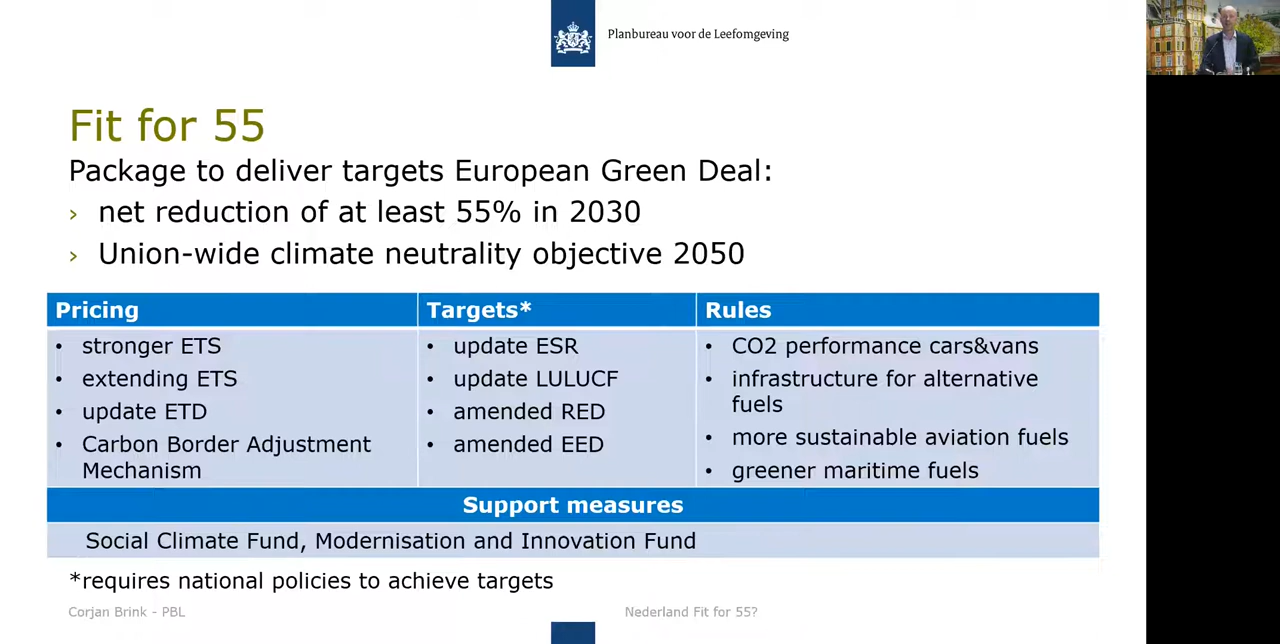 Planbureau voor de Leefomgeving
Fit for 55
Package to deliver targets European Green Deal:
› net reduction of at least 55% in 2030
› Union-wide climate neutrality objective 2050
Pricing
• stronger ETS
• extending ETS
• update ETD
• Carbon Border Adjustment
Mechanism
Targets*
• update ESR
• update LULUCF
• amended RED
• amended EED
Rules
• CO2 performance cars&vans
• infrastructure for alternative
fuels
• more sustainable aviation fuels
• greener maritime fuels
Support measures
Social Climate Fund, Modernisation and Innovation Fund
*requires national policies to achieve targets
Corjan Brink - PBL
Nederland Fit for 55?